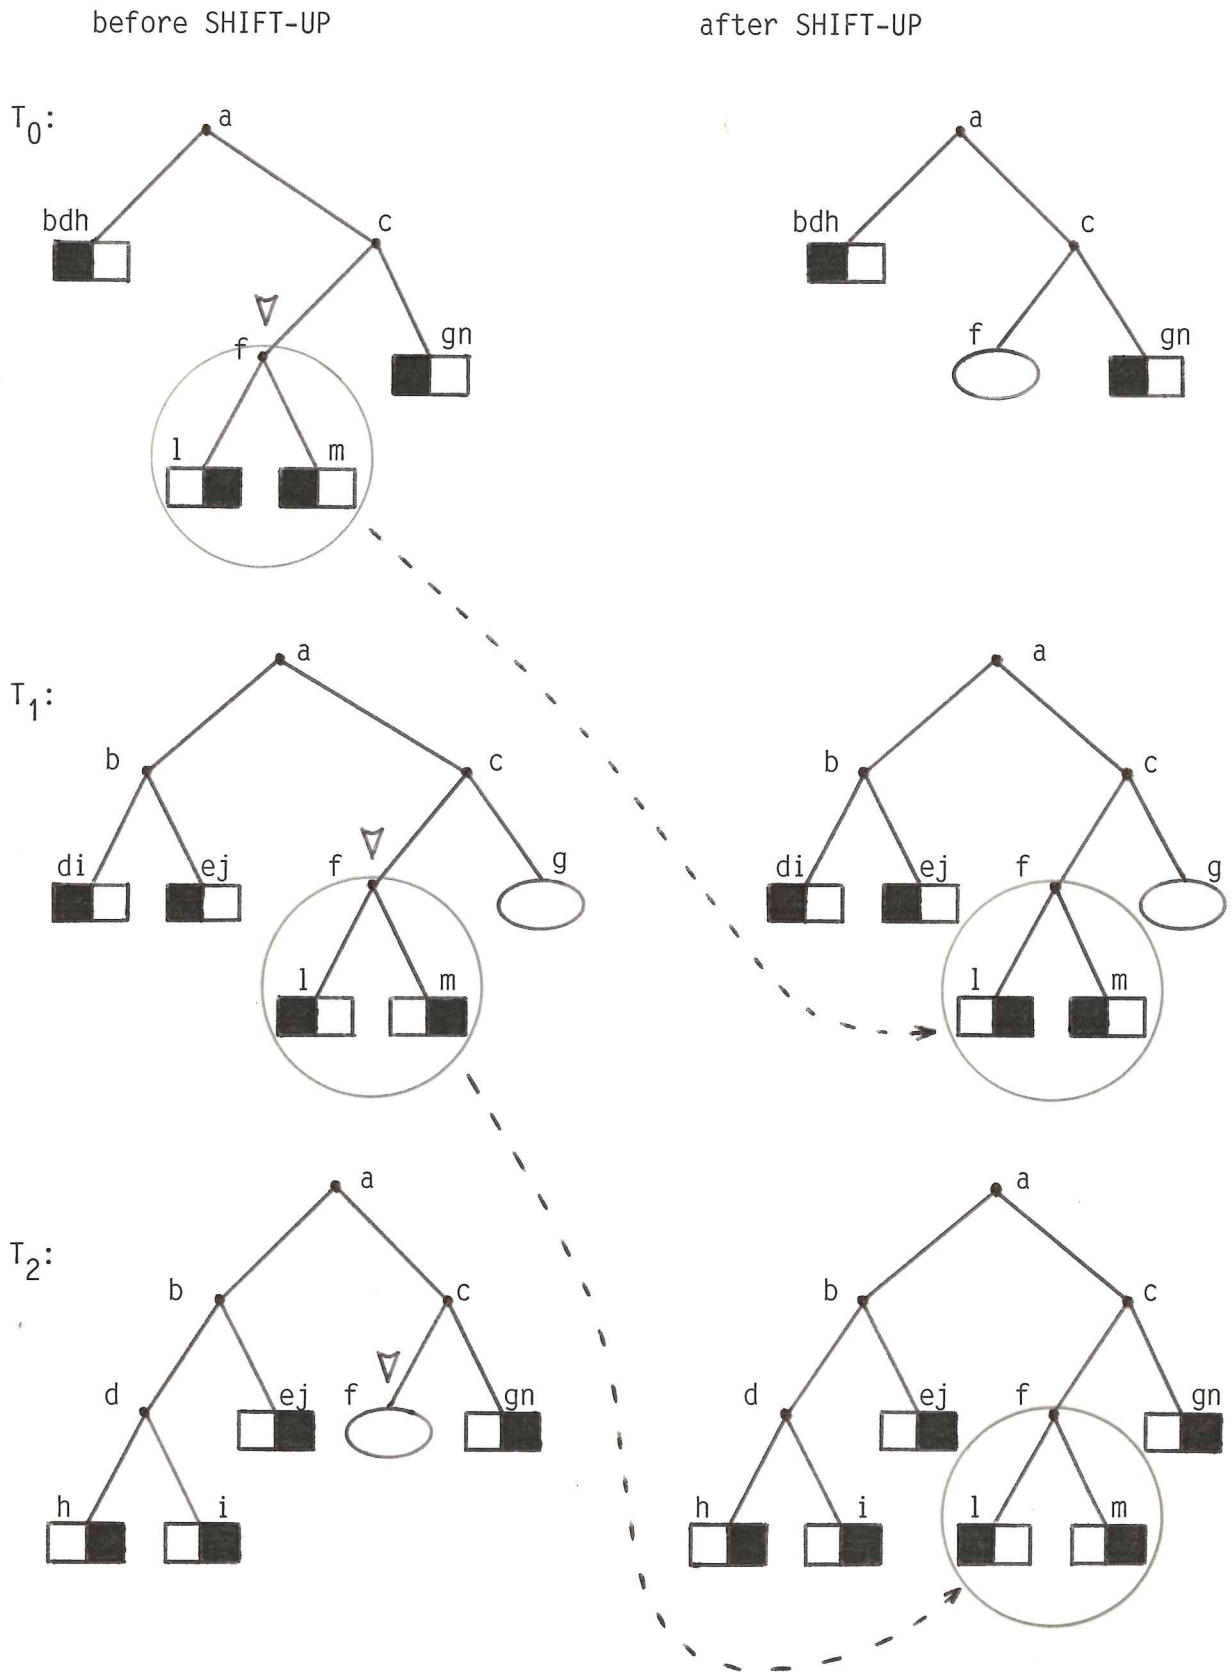 before SHIFT-UP after SHIFT-UP
T0:
a a
bdh c bdh c
f gn f gn
l m
T1:
a a
b c b c
di ej f g di ej f g
l m l m
T2:
a a
b c b c
d ej f gn d ej f gn
h i h i l m